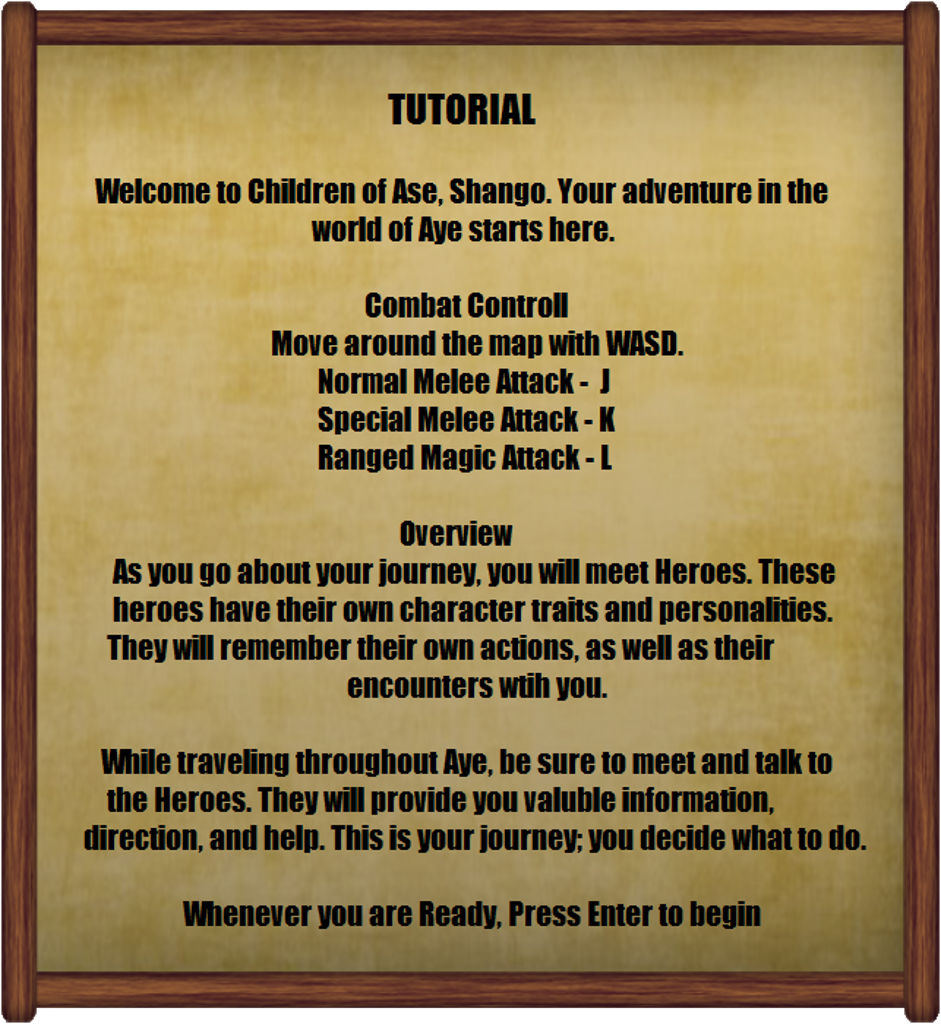 TUTORIAL
Welcome to Children of Ase, Shango. Your adventure in the
world of Aye starts here.
Combat Controll
Move around the map with WASD.
Normal Melee Attack - J
Special Melee Attack - K
Ranged Magic Attack - L
Overview
As you go about your journey, you will meet Heroes. These
heroes have their own character traits and personalities.
They will remember their own actions, as well as their
encounters wtih you.
While traveling throughout Aye, be sure to meet and talk to
the Heroes. They will provide you valuble information,
direction, and help. This is your journey; you decide what to do.
Whenever you are Ready, Press Enter to begin